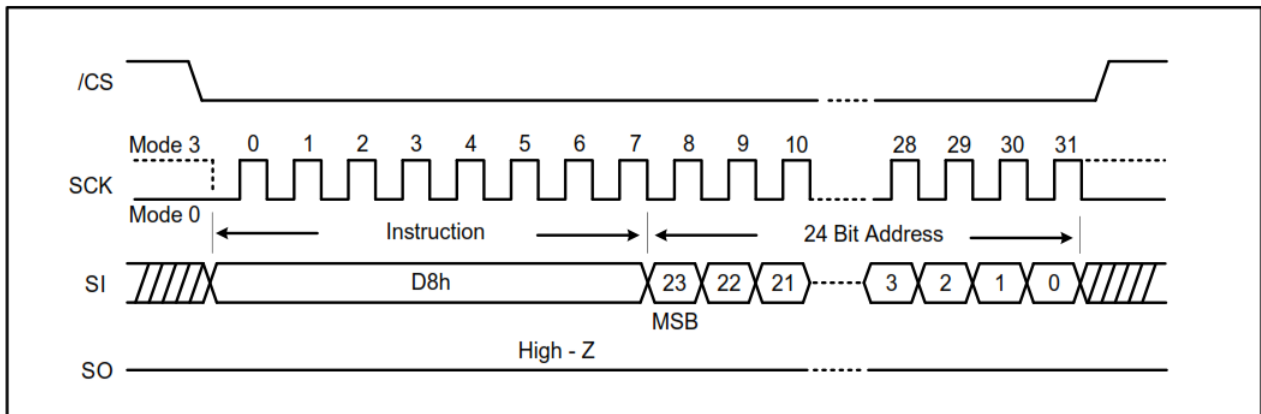 /CS
Mode 3 0 1 2 3 4 5 6 7 8 9 10 28 29 30 31
SCK
Mode 0
Instruction 24 Bit Address
SI D8h 23 22 21 3 2 1 0
MSB
High - Z
SO